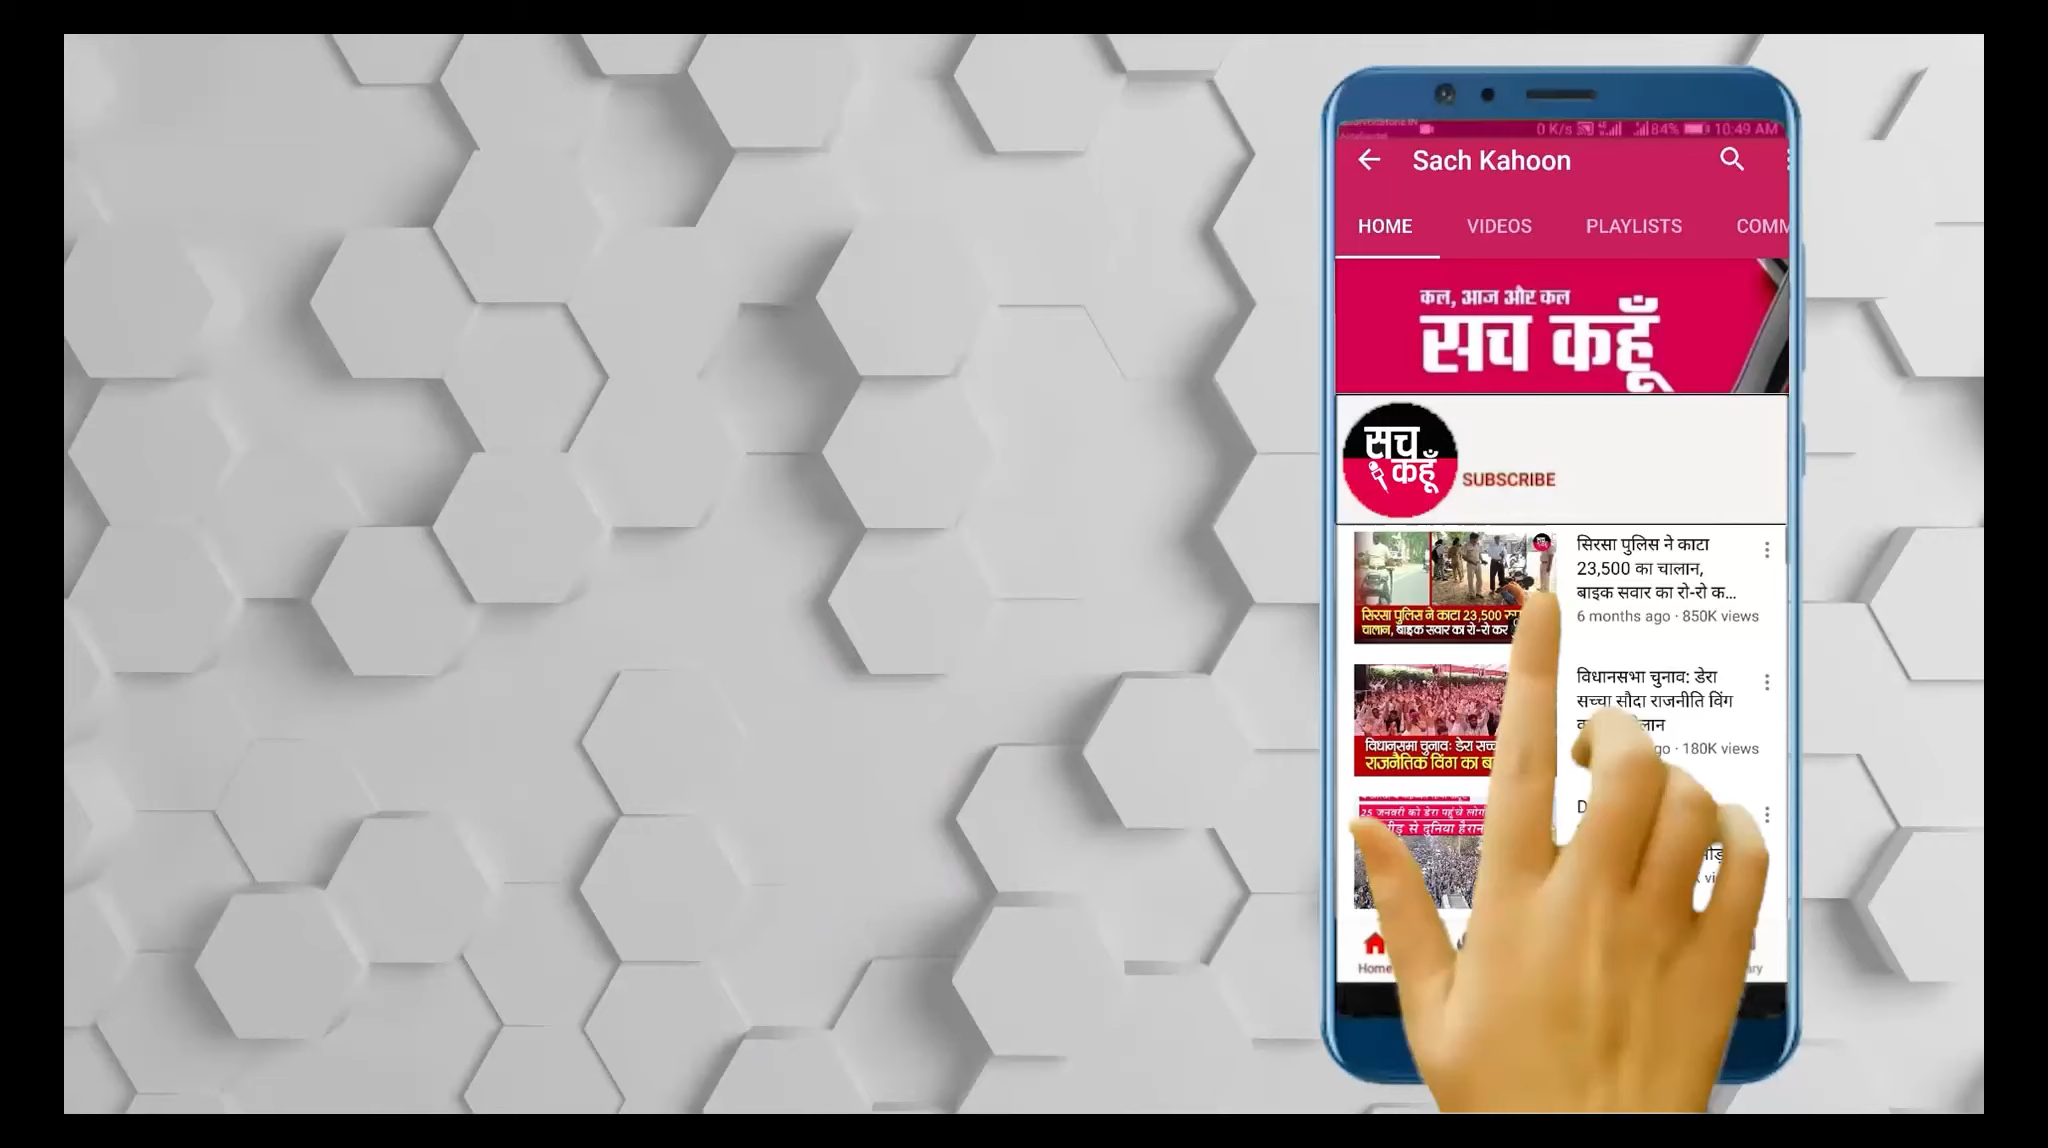 0 K/s 84% 10:49 AM
Sach Kahoon
HOME VIDEOS PLAYLISTS COMM
कल, आज और कल
सच कहूँ
सच
कहूँ
SUBSCRIBE
सिरसा पुलिस ने काटा 23,500
चालान, बाइक सवार का रो-रो कर
सिरसा पुलिस ने काटा
23,500 का चालान,
बाइक सवार का रो-रो क...
6 months ago · 850K views
विधानसभा चुनाव: डेरा
राजनैतिक विंग का
विधानसभा चुनाव: डेरा
सच्चा सौदा राजनीति विंग
go · 180K views
25 जनवरी को डेरा पहुंचे
से दुनिया हैरान
D
Home